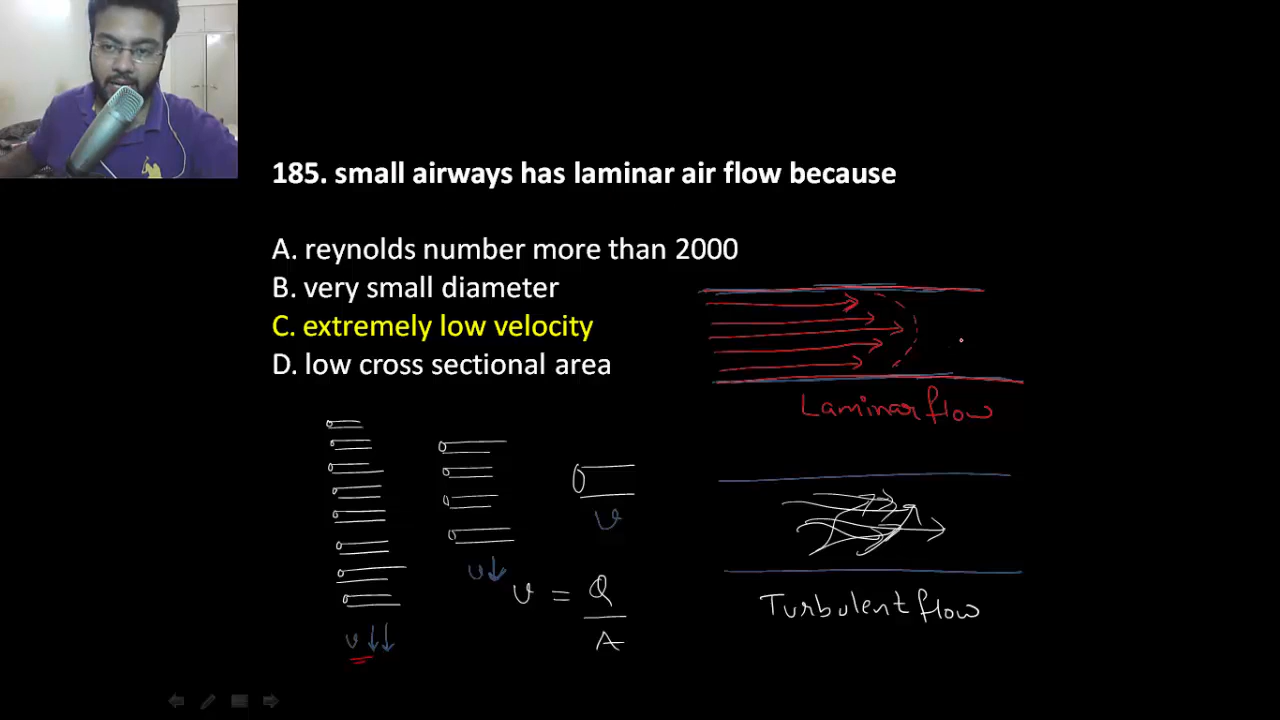 185. small airways has laminar air flow because
A. reynolds number more than 2000
B. very small diameter
C. extremely low velocity
D. low cross sectional area
Laminar flow
v
v↓
v = Q
A
v↓↓
Turbulent flow